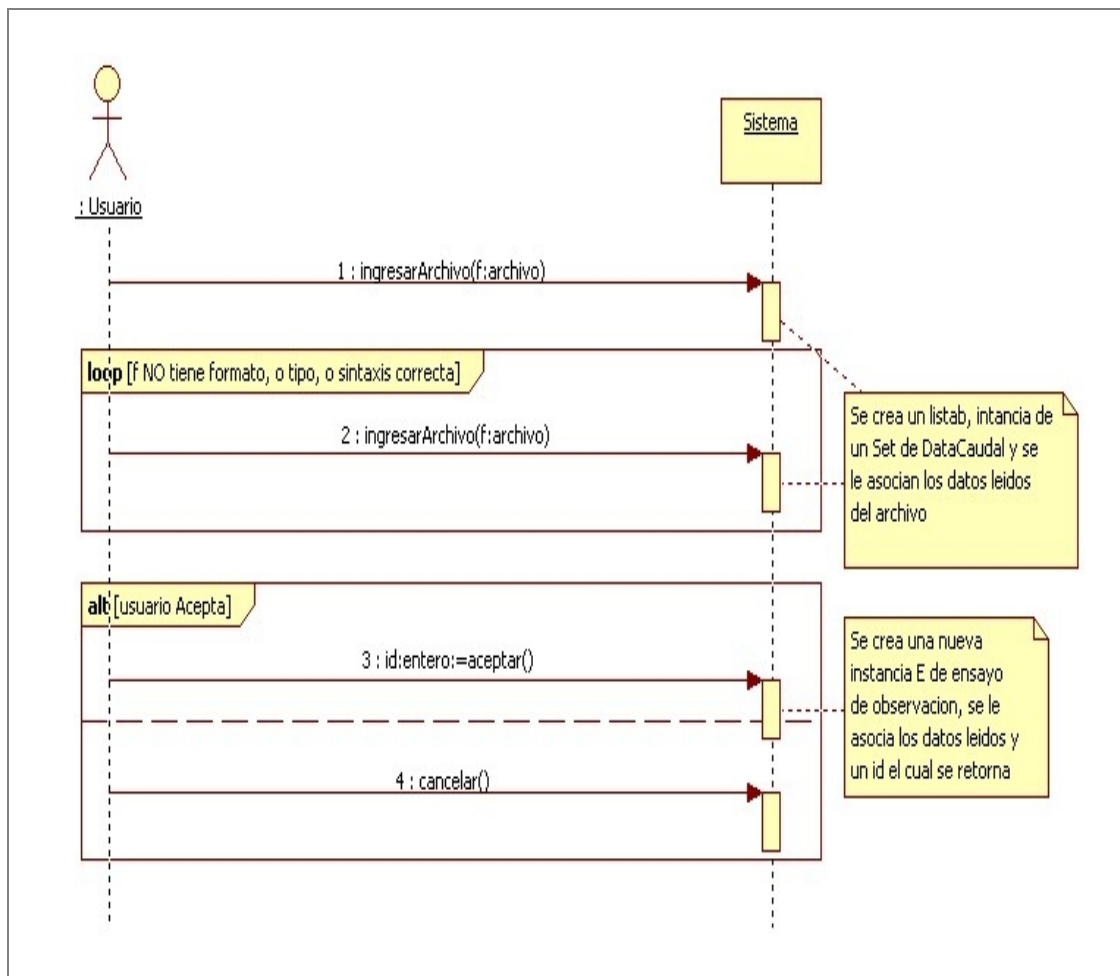 Sistema
: Usuario
1 : ingresarArchivo(f:archivo)
loop [f NO tiene formato, o tipo, o sintaxis correcta]
2 : ingresarArchivo(f:archivo)
Se crea un listab, intancia de
un Set de DataCaudal y se
le asocian los datos leidos
del archivo
alt [usuario Acepta]
3 : id:entero:=aceptar()
Se crea una nueva
instancia E de ensayo
de observacion, se le
asocia los datos leidos y
un id el cual se retorna
4 : cancelar()